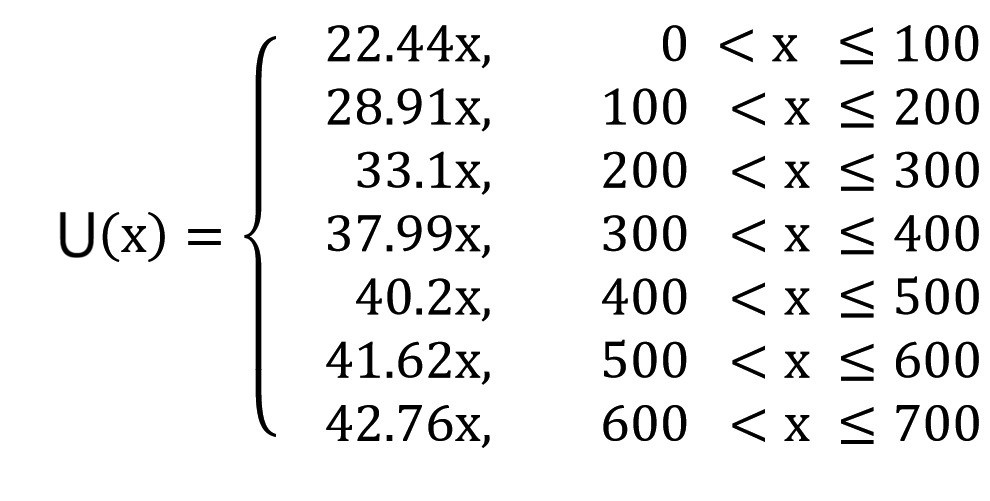 22.44x, 0 < x ≤ 100
28.91x, 100 < x ≤ 200
33.1x, 200 < x ≤ 300
U(x) = { 37.99x, 300 < x ≤ 400
40.2x, 400 < x ≤ 500
41.62x, 500 < x ≤ 600
42.76x, 600 < x ≤ 700